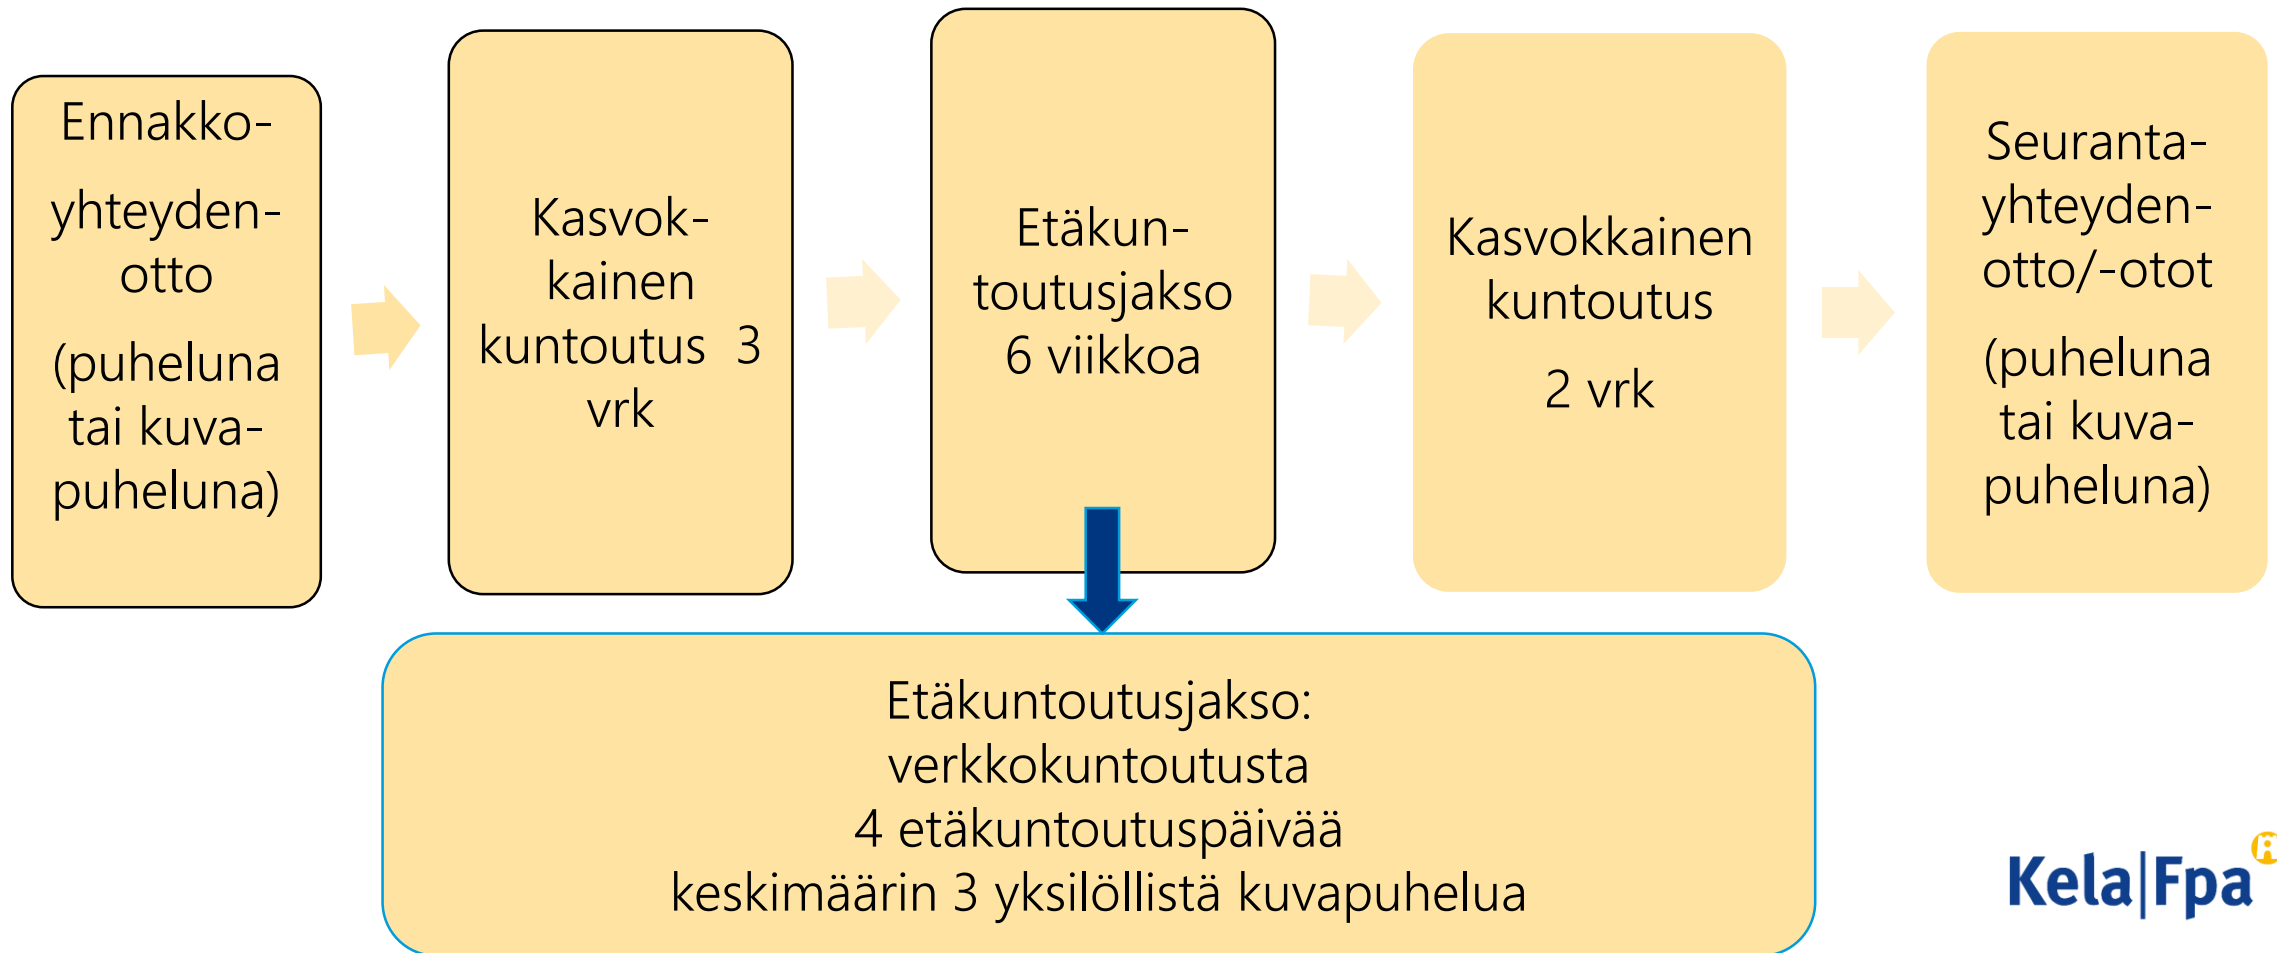 Ennakko-
yhteyden-
otto
(puheluna
tai kuva-
puheluna)
Kasvok-
kainen
kuntoutus 3
vrk
Etäkun-
toutusjakso
6 viikkoa
Kasvokkainen
kuntoutus
2 vrk
Seuranta-
yhteyden-
otto/-otot
(puheluna
tai kuva-
puheluna)
Etäkuntoutusjakso:
verkkokuntoutusta
4 etäkuntoutuspäivää
keskimäärin 3 yksilöllistä kuvapuhelua
Kela|Fpa